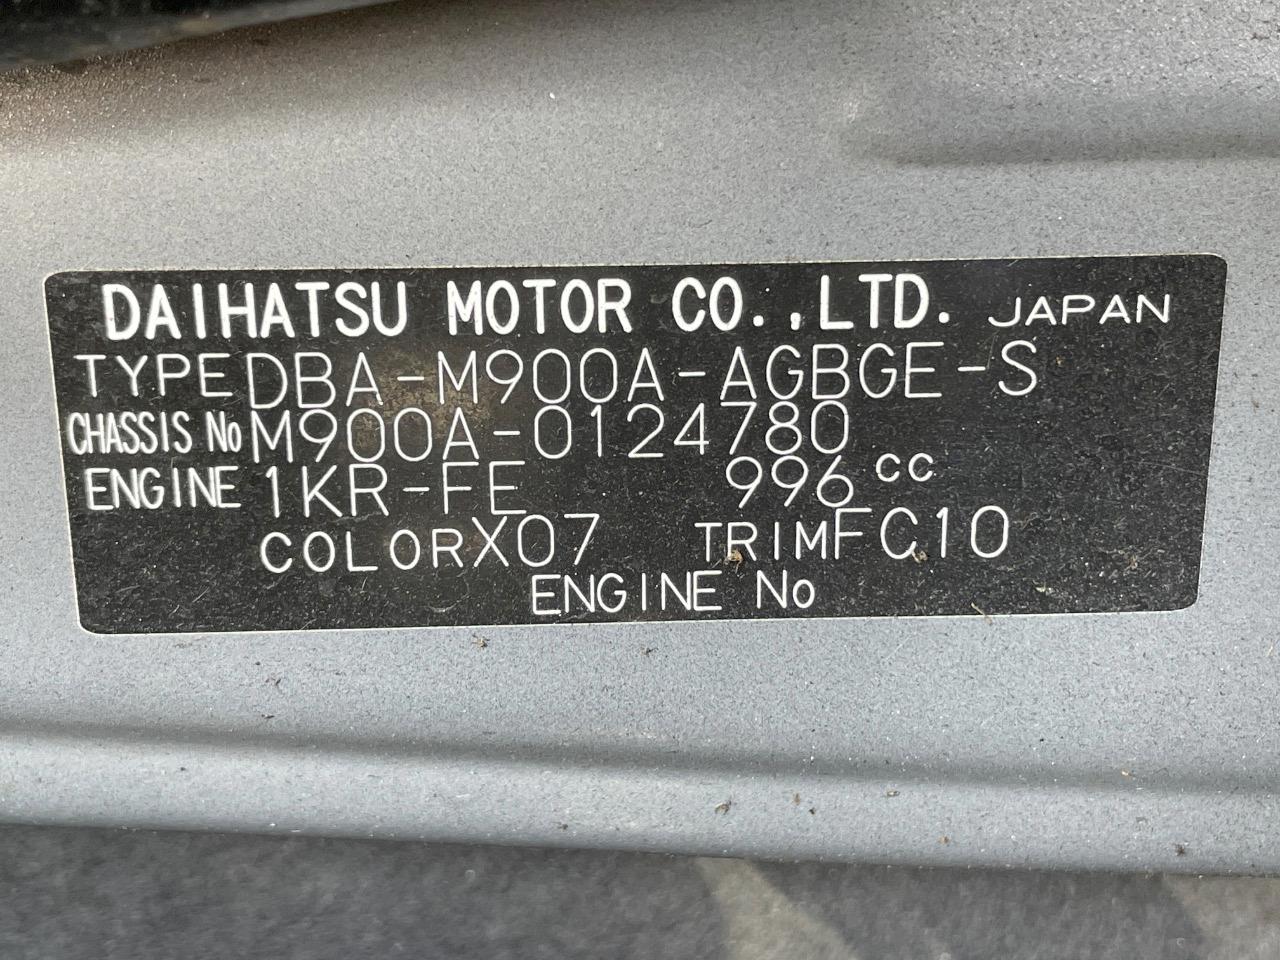 DAIHATSU MOTOR CO.,LTD. JAPAN
TYPE DBA-M900A-AGBGE-S
CHASSIS No M900A-0124780
ENGINE 1KR-FE 996 cc
COLOR X07 TRIM FC10
ENGINE No